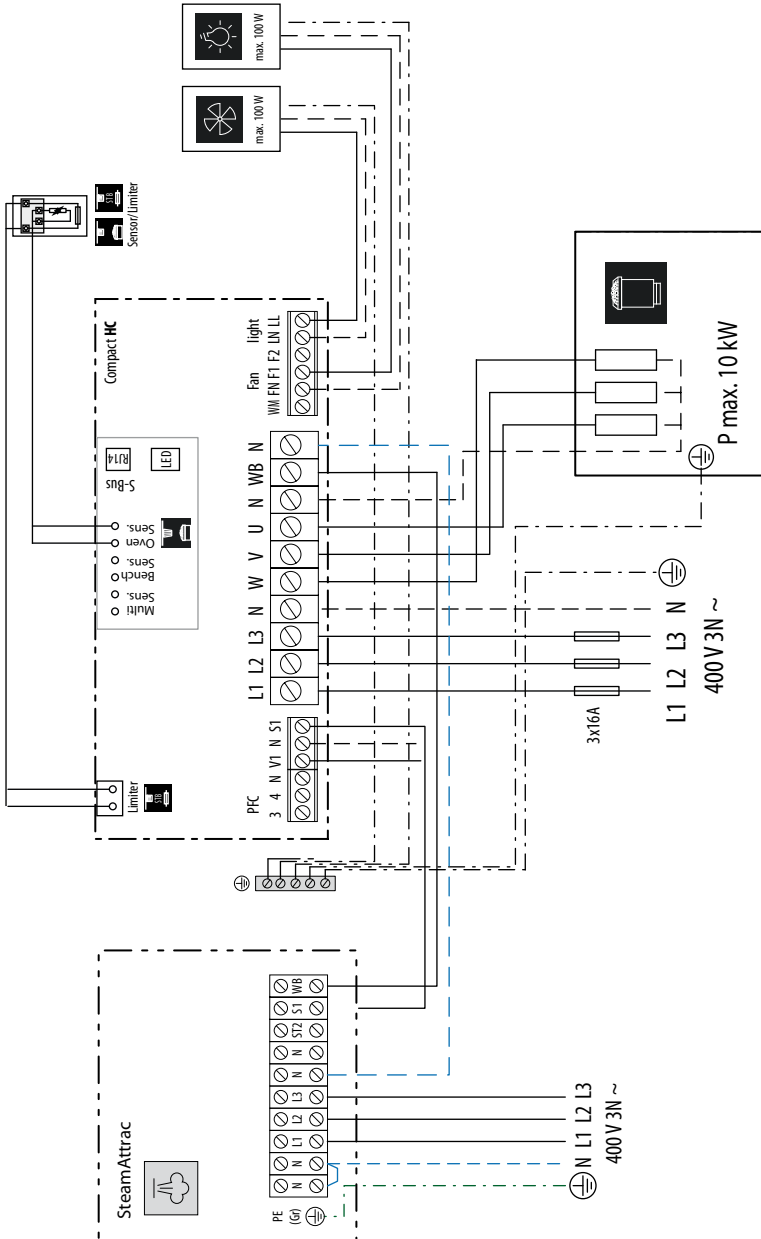 SteamAttrac
PE
(Gr)
N N L1 L2 L3 N N ST2 S1 WB
N L1 L2 L3
400 V 3N ~
Compact HC
Limiter
STB
PFC
3 4 N V1 N S1
L1 L2 L3 N W V U N WB N
Multi
Sens.
Bench
Sens.
Oven
Sens.
S-Bus
RJ14
LED
Fan light
WM FN F1 F2 LN LL
STB
Sensor/Limiter
max. 100 W
max. 100 W
3x16A
L1 L2 L3 N
400 V 3N ~
P max. 10 kW